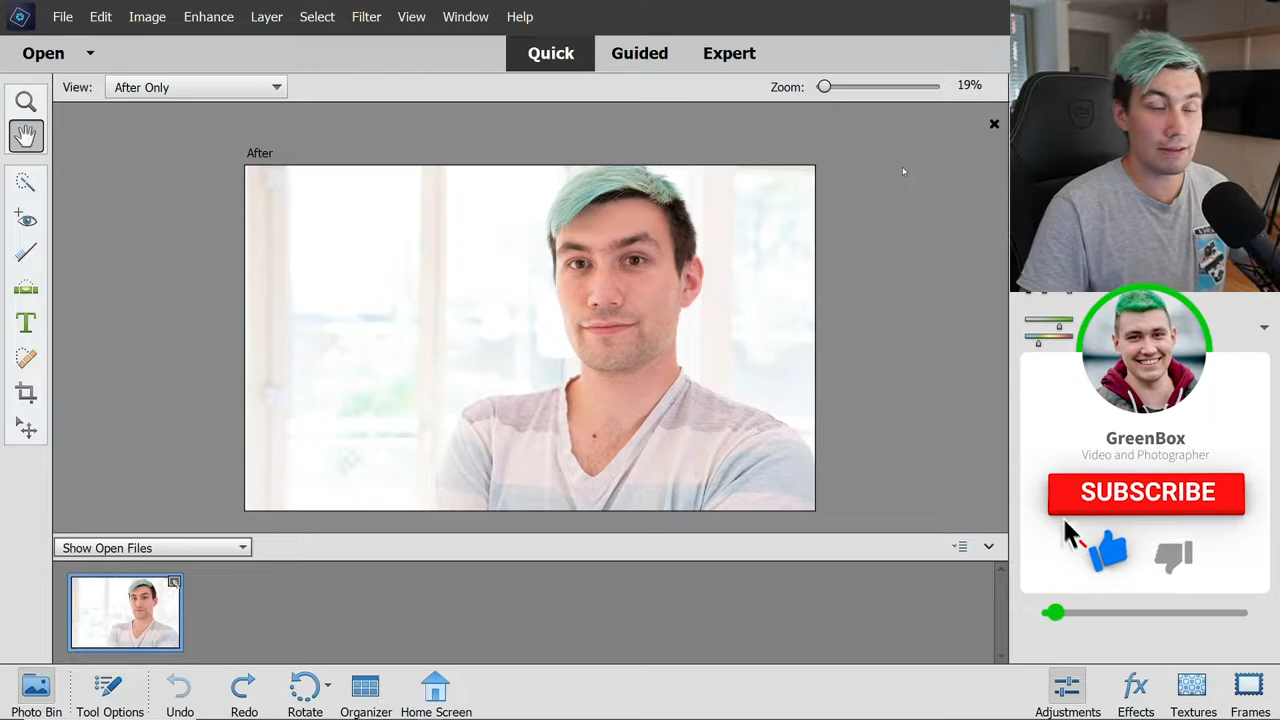 File Edit Image Enhance Layer Select Filter View Window Help
Open Quick Guided Expert
View: After Only Zoom: 19%
After
GreenBox
Video and Photographer
SUBSCRIBE
Show Open Files
Photo Bin Tool Options Undo Redo Rotate Organizer Home Screen Adjustments Effects Textures Frames